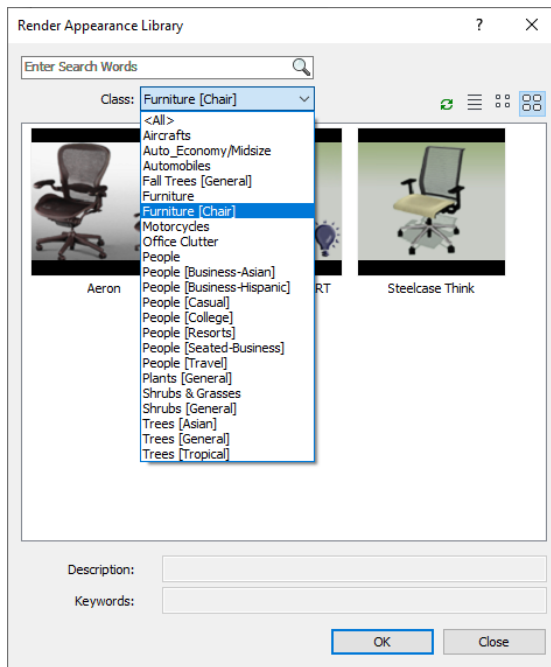 Render Appearance Library
?
Enter Search Words
Class: Furniture [Chair]
<All>
Aircrafts
Auto_Economy/Midsize
Automobiles
Fall Trees [General]
Furniture
Furniture [Chair]
Motorcycles
Office Clutter
People
People [Business-Asian]
People [Business-Hispanic]
People [Casual]
People [College]
People [Resorts]
People [Seated-Business]
People [Travel]
Plants [General]
Shrubs & Grasses
Shrubs [General]
Trees [Asian]
Trees [General]
Trees [Tropical]
Aeron RT Steelcase Think
Description:
Keywords:
OK Close